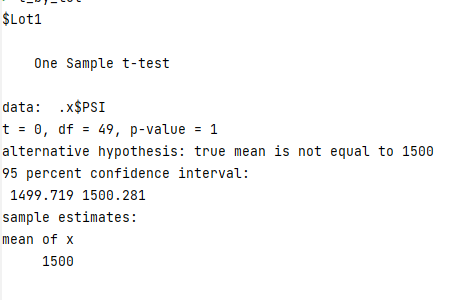 $Lot1
One Sample t-test
data:  .x$PSI
t = 0, df = 49, p-value = 1
alternative hypothesis: true mean is not equal to 1500
95 percent confidence interval:
1499.719 1500.281
sample estimates:
mean of x
1500